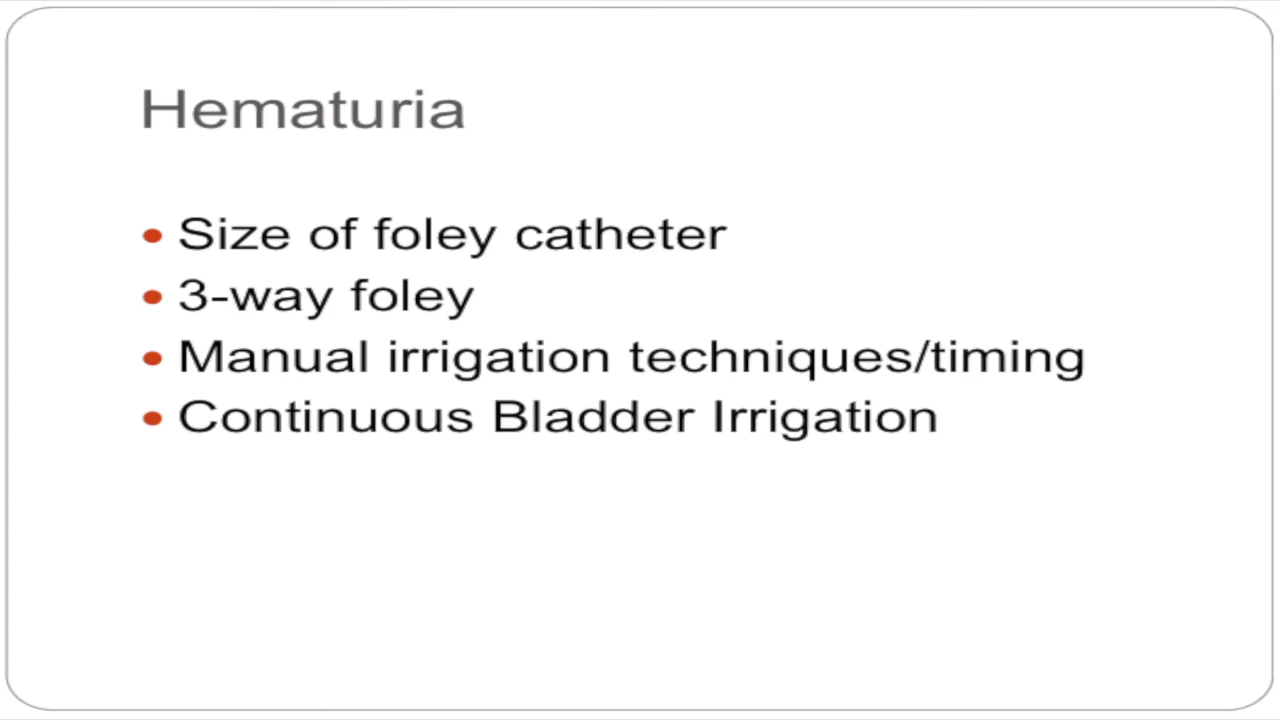 Hematuria
• Size of foley catheter
• 3-way foley
• Manual irrigation techniques/timing
• Continuous Bladder Irrigation